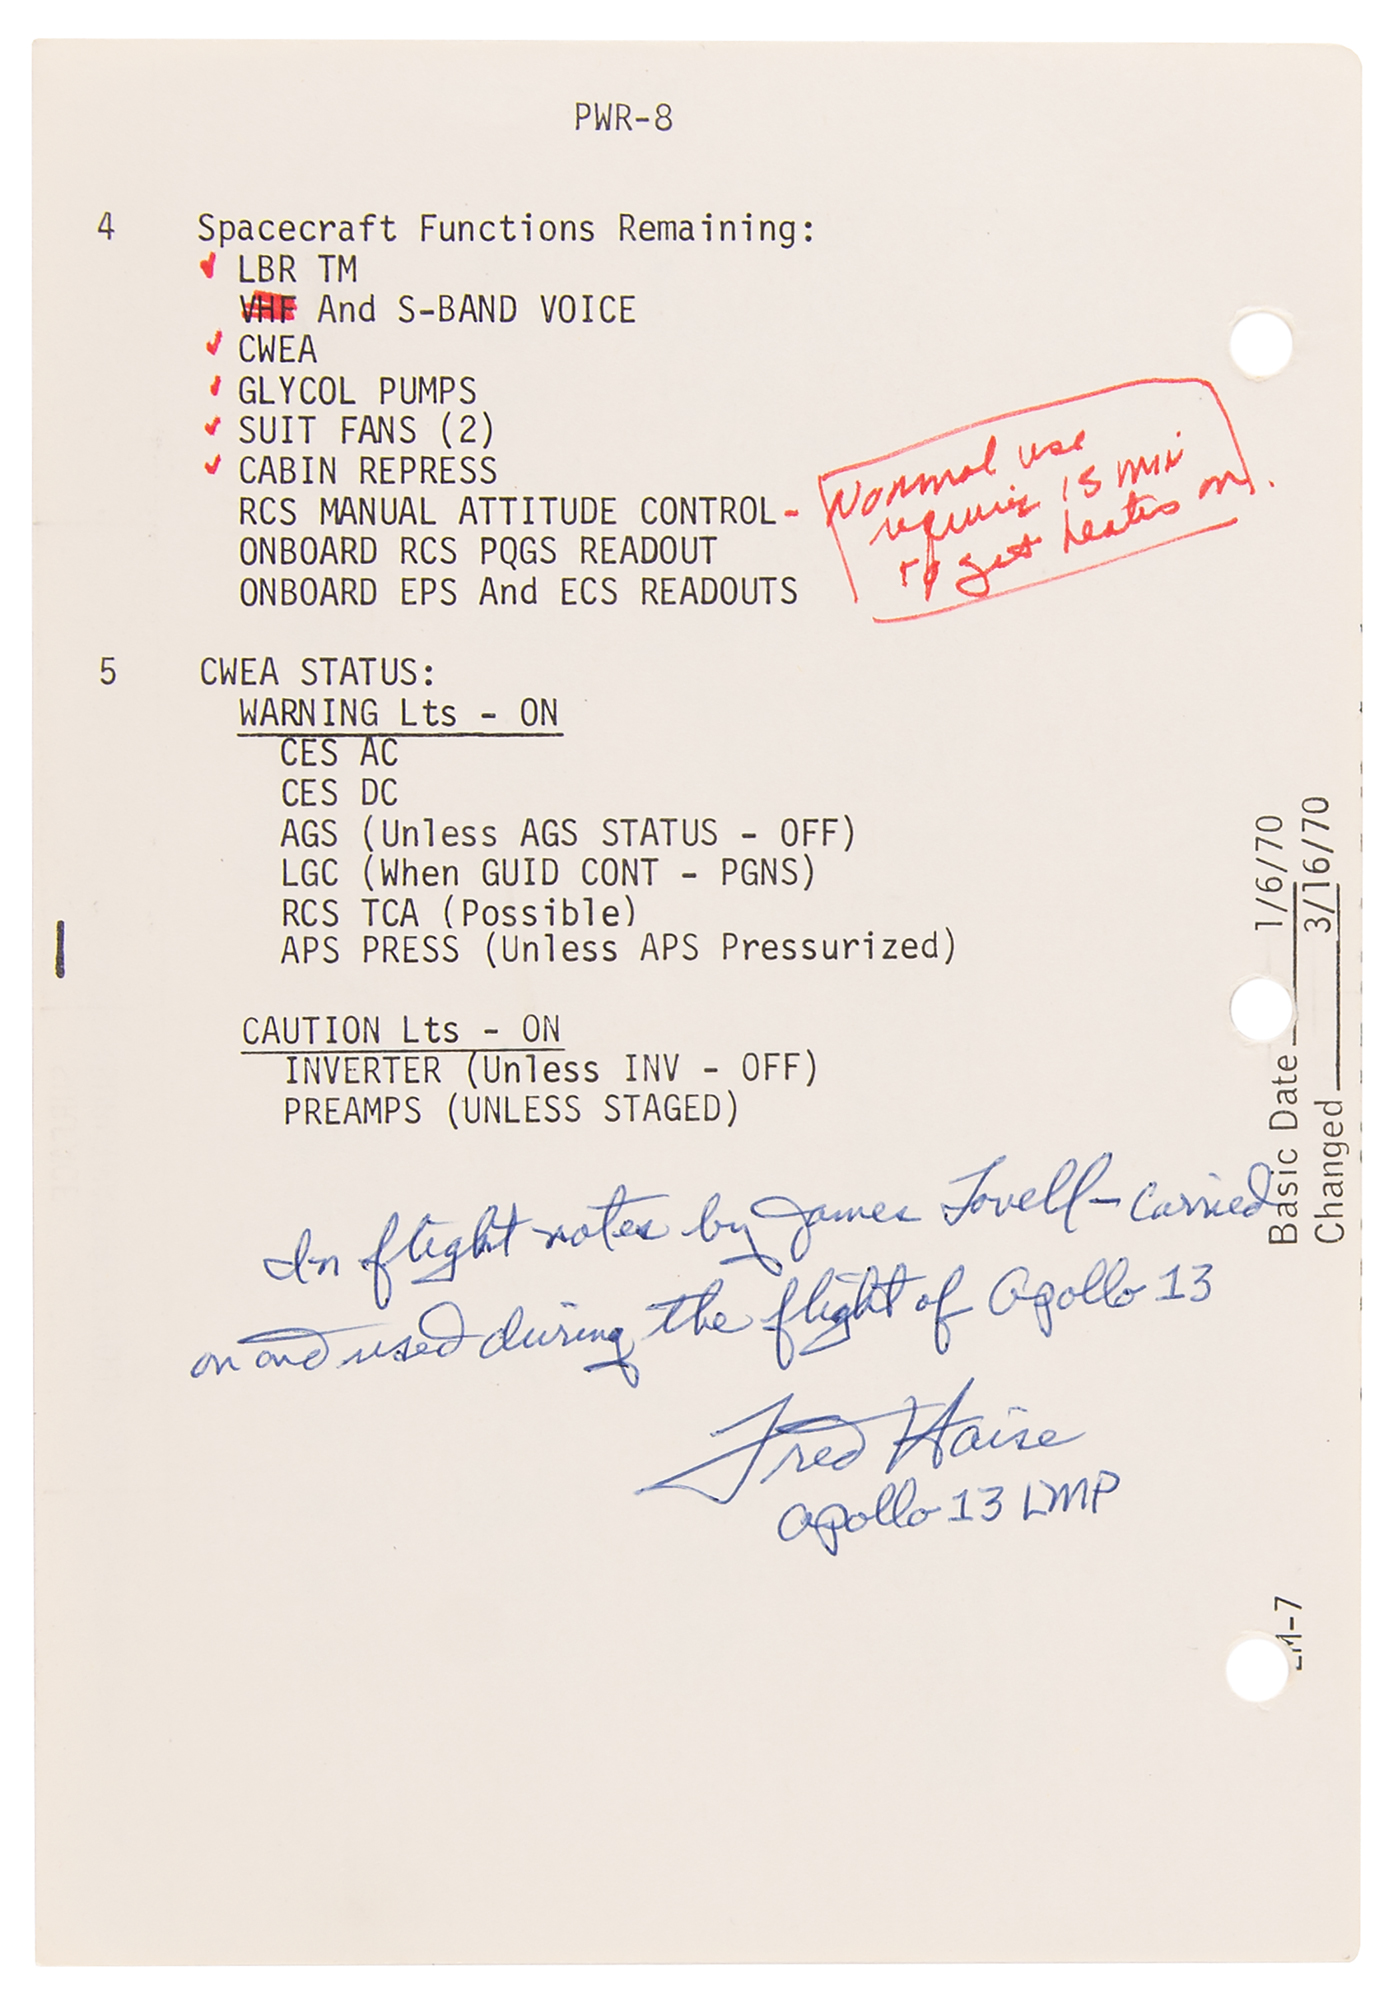 PWR-8
4 Spacecraft Functions Remaining:
✓ LBR TM
VHF And S-BAND VOICE
✓ CWEA
✓ GLYCOL PUMPS
✓ SUIT FANS (2)
✓ CABIN REPRESS
RCS MANUAL ATTITUDE CONTROL-
ONBOARD RCS PQGS READOUT
ONBOARD EPS And ECS READOUTS
Normal use
requires 15 min
to get heaters on.
5 CWEA STATUS:
WARNING Lts - ON
CES AC
CES DC
AGS (Unless AGS STATUS - OFF)
LGC (When GUID CONT - PGNS)
RCS TCA (Possible)
APS PRESS (Unless APS Pressurized)
CAUTION Lts - ON
INVERTER (Unless INV - OFF)
PREAMPS (UNLESS STAGED)
In flight notes by James Lovell - carried
on and used during the flight of Apollo 13
Fred Haise
Apollo 13 LMP
Basic Date 1/6/70
Changed 3/16/70
LM-7